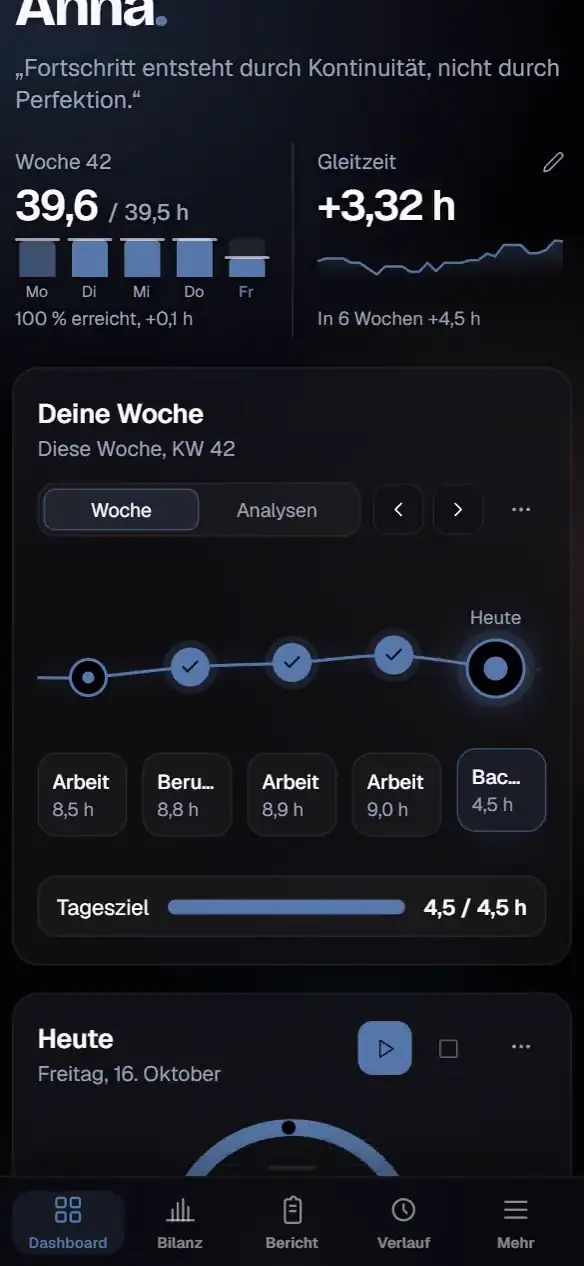 Anna.
„Fortschritt entsteht durch Kontinuität, nicht durch
Perfektion.“
Woche 42
39,6 / 39,5 h
Mo Di Mi Do Fr
100 % erreicht, +0,1 h
Gleitzeit
+3,32 h
In 6 Wochen +4,5 h
Deine Woche
Diese Woche, KW 42
Woche Analysen
Heute
Arbeit
8,5 h
Beru...
8,8 h
Arbeit
8,9 h
Arbeit
9,0 h
Bac...
4,5 h
Tagesziel 4,5 / 4,5 h
Heute
Freitag, 16. Oktober
Dashboard Bilanz Bericht Verlauf Mehr